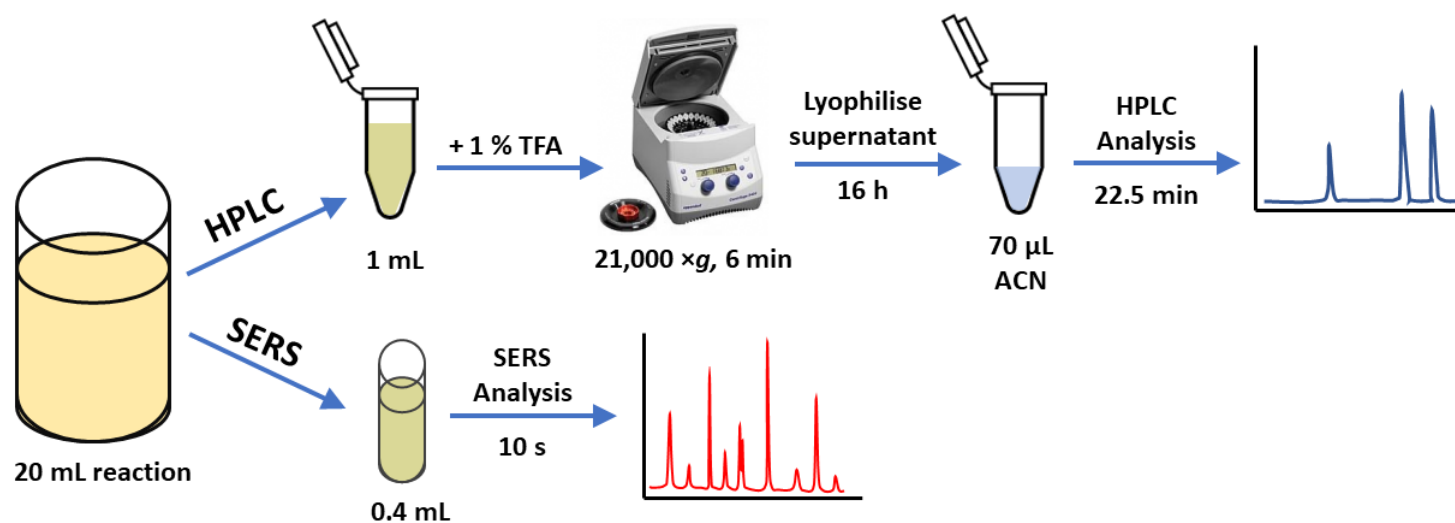 20 mL reaction
HPLC
1 mL
+ 1 % TFA
21,000 ×g, 6 min
Lyophilise
supernatant
16 h
70 µL
ACN
HPLC
Analysis
22.5 min
SERS
0.4 mL
SERS
Analysis
10 s